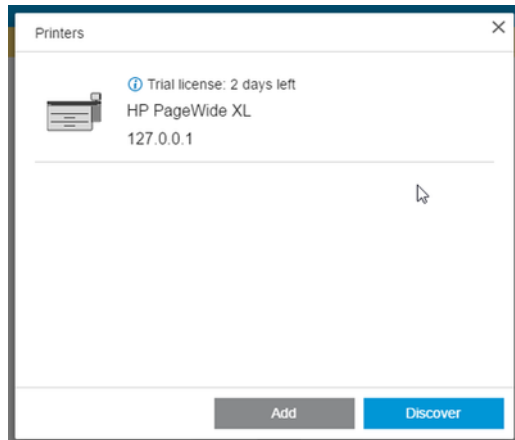 Printers
Trial license: 2 days left
HP PageWide XL
127.0.0.1
Add
Discover